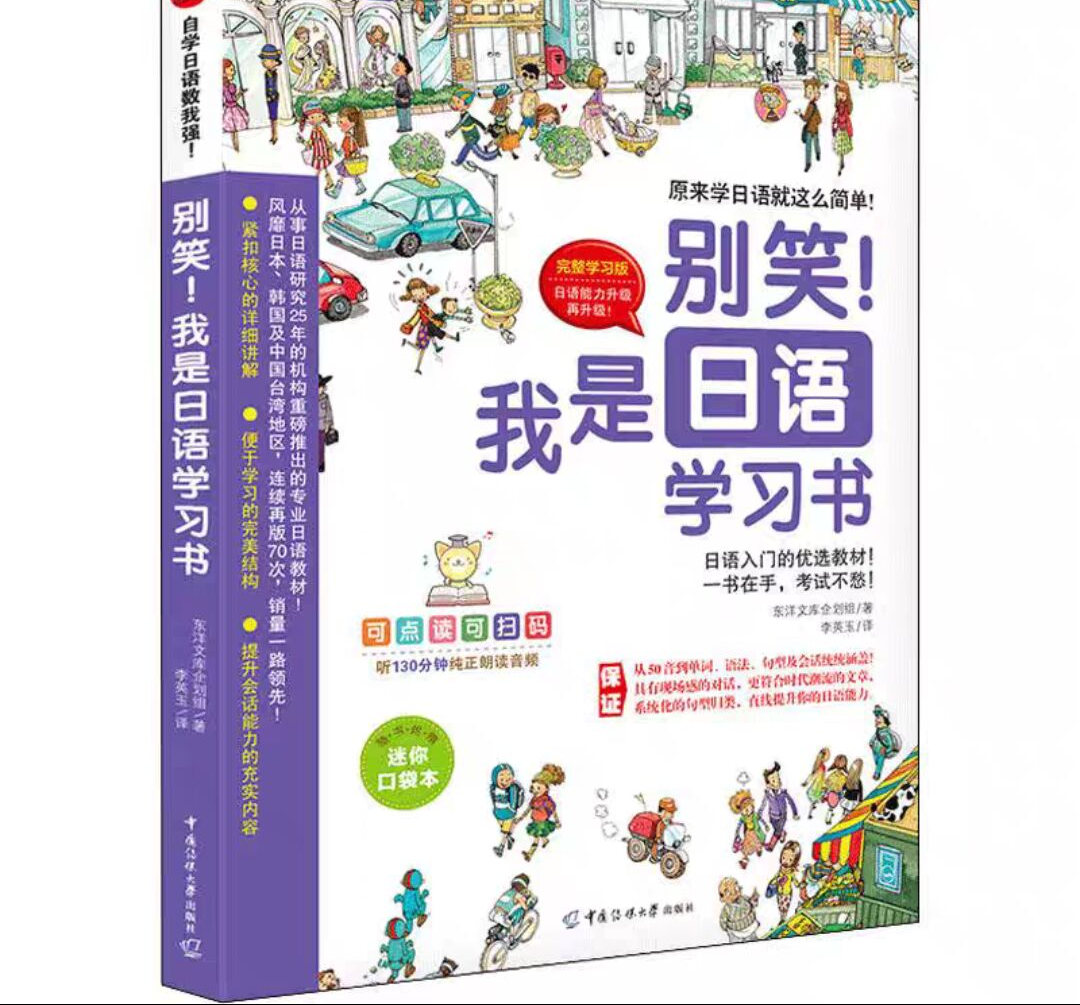 自学日语数我强！
别笑！我是日语学习书
东洋文库企划组/著
李英玉/译
中国传媒大学出版社
从事日语研究25年的机构重磅推出的专业日语教材！
风靡日本、韩国及中国台湾地区，连续再版70次，销量一路领先！
紧扣核心的详细讲解
便于学习的完美结构
提升会话能力的充实内容
原来学日语就这么简单！
别笑！
我是日语
学习书
完整学习版
日语能力升级
再升级！
日语入门的优选教材！
一书在手，考试不愁！
东洋文库企划组/著
李英玉/译
可点读可扫码
听130分钟纯正朗读音频
保证
从50音到单词、语法、句型及会话统统涵盖！
具有现场感的对话，更符合时代潮流的文章，
系统化的句型归类，直线提升你的日语能力。
迷你
口袋本
中国传媒大学出版社